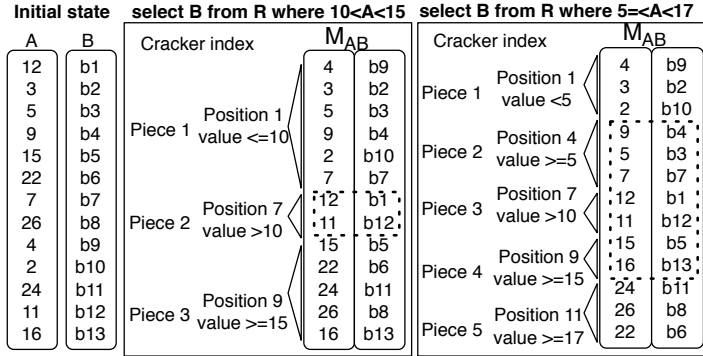 Initial state
A B
12 b1
3 b2
5 b3
9 b4
15 b5
22 b6
7 b7
26 b8
4 b9
2 b10
24 b11
11 b12
16 b13
select B from R where 10<A<15
Cracker index
MAB
Piece 1
Position 1
value <=10
Piece 2
Position 7
value >10
Piece 3
Position 9
value >=15
4 b9
3 b2
5 b3
9 b4
2 b10
7 b7
12 b1
11 b12
15 b5
22 b6
24 b11
26 b8
16 b13
select B from R where 5=<A<17
Cracker index
MAB
Piece 1
Position 1
value <5
Piece 2
Position 4
value >=5
Piece 3
Position 7
value >10
Piece 4
Position 9
value >=15
Piece 5
Position 11
value >=17
4 b9
3 b2
2 b10
9 b4
5 b3
7 b7
12 b1
11 b12
15 b5
16 b13
24 b11
26 b8
22 b6